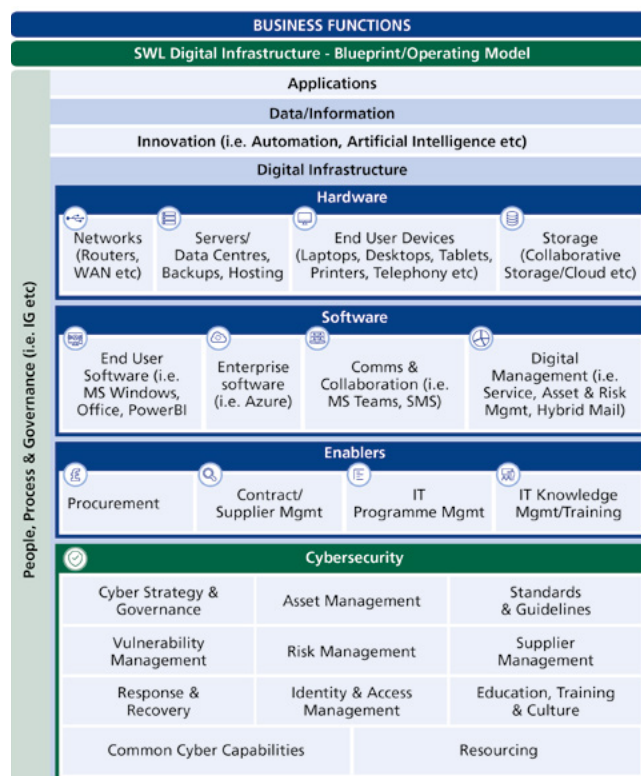 BUSINESS FUNCTIONS
SWL Digital Infrastructure - Blueprint/Operating Model
People, Process & Governance (i.e. IG etc)
Applications
Data/Information
Innovation (i.e. Automation, Artificial Intelligence etc)
Digital Infrastructure
Hardware
Networks
(Routers,
WAN etc)
Servers/
Data Centres,
Backups, Hosting
End User Devices
(Laptops, Desktops, Tablets,
Printers, Telephony etc)
Storage
(Collaborative
Storage/Cloud etc)
Software
End User
Software (i.e.
MS Windows,
Office, PowerBI
Enterprise
software
(i.e. Azure)
Comms &
Collaboration (i.e.
MS Teams, SMS)
Digital
Management (i.e.
Service, Asset & Risk
Mgmt, Hybrid Mail)
Enablers
Procurement
Contract/
Supplier Mgmt
IT
Programme Mgmt
IT Knowledge
Mgmt/Training
Cybersecurity
Cyber Strategy &
Governance
Asset Management
Standards
& Guidelines
Vulnerability
Management
Risk Management
Supplier
Management
Response &
Recovery
Identity & Access
Management
Education, Training
& Culture
Common Cyber Capabilities
Resourcing